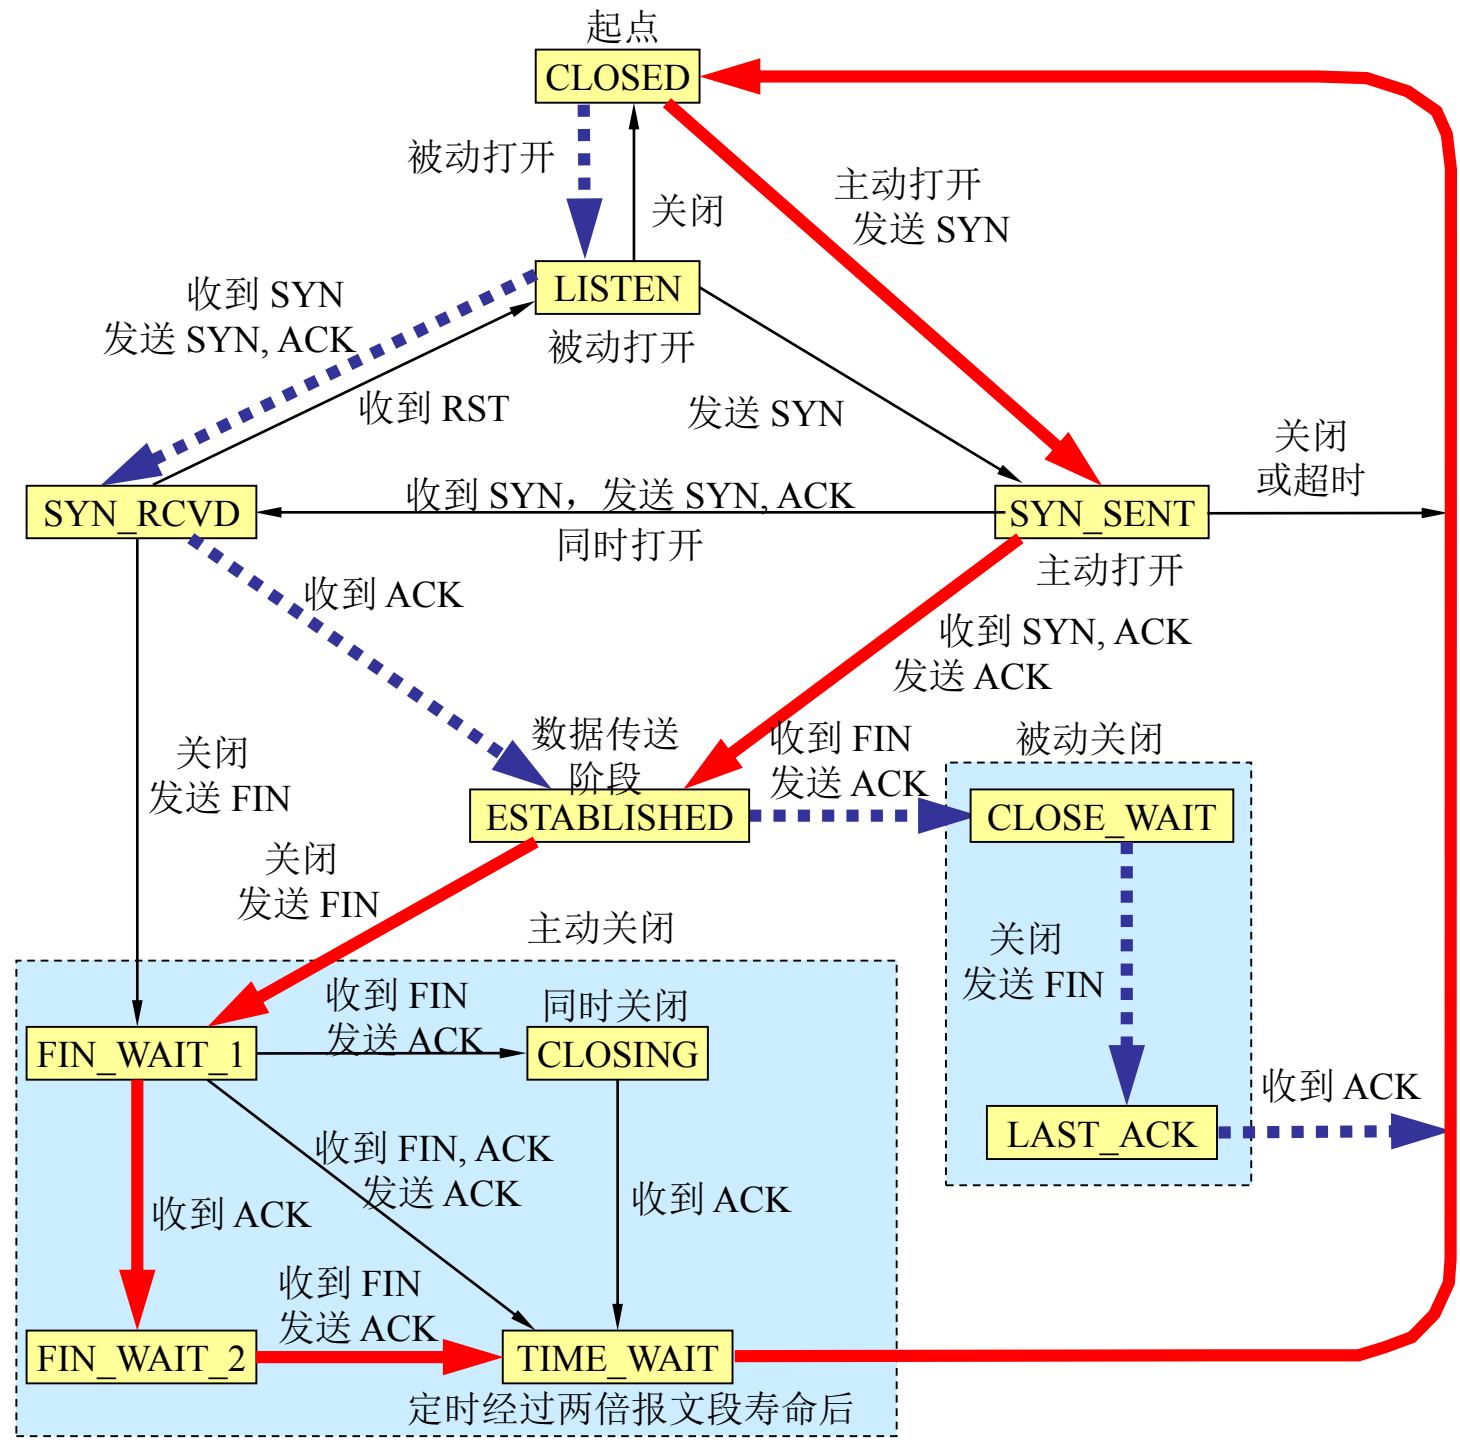 起点
CLOSED
被动打开
关闭
主动打开
发送 SYN
收到 SYN
发送 SYN, ACK
LISTEN
被动打开
收到 RST
发送 SYN
关闭
或超时
SYN_RCVD
收到 SYN，发送 SYN, ACK
同时打开
SYN_SENT
主动打开
收到 ACK
收到 SYN, ACK
发送 ACK
关闭
发送 FIN
数据传送
阶段
ESTABLISHED
收到 FIN
发送 ACK
被动关闭
CLOSE_WAIT
关闭
发送 FIN
主动关闭
关闭
发送 FIN
收到 FIN
发送 ACK
同时关闭
FIN_WAIT_1
CLOSING
LAST_ACK
收到 ACK
收到 FIN, ACK
发送 ACK
收到 ACK
收到 ACK
收到 FIN
发送 ACK
FIN_WAIT_2
TIME_WAIT
定时经过两倍报文段寿命后